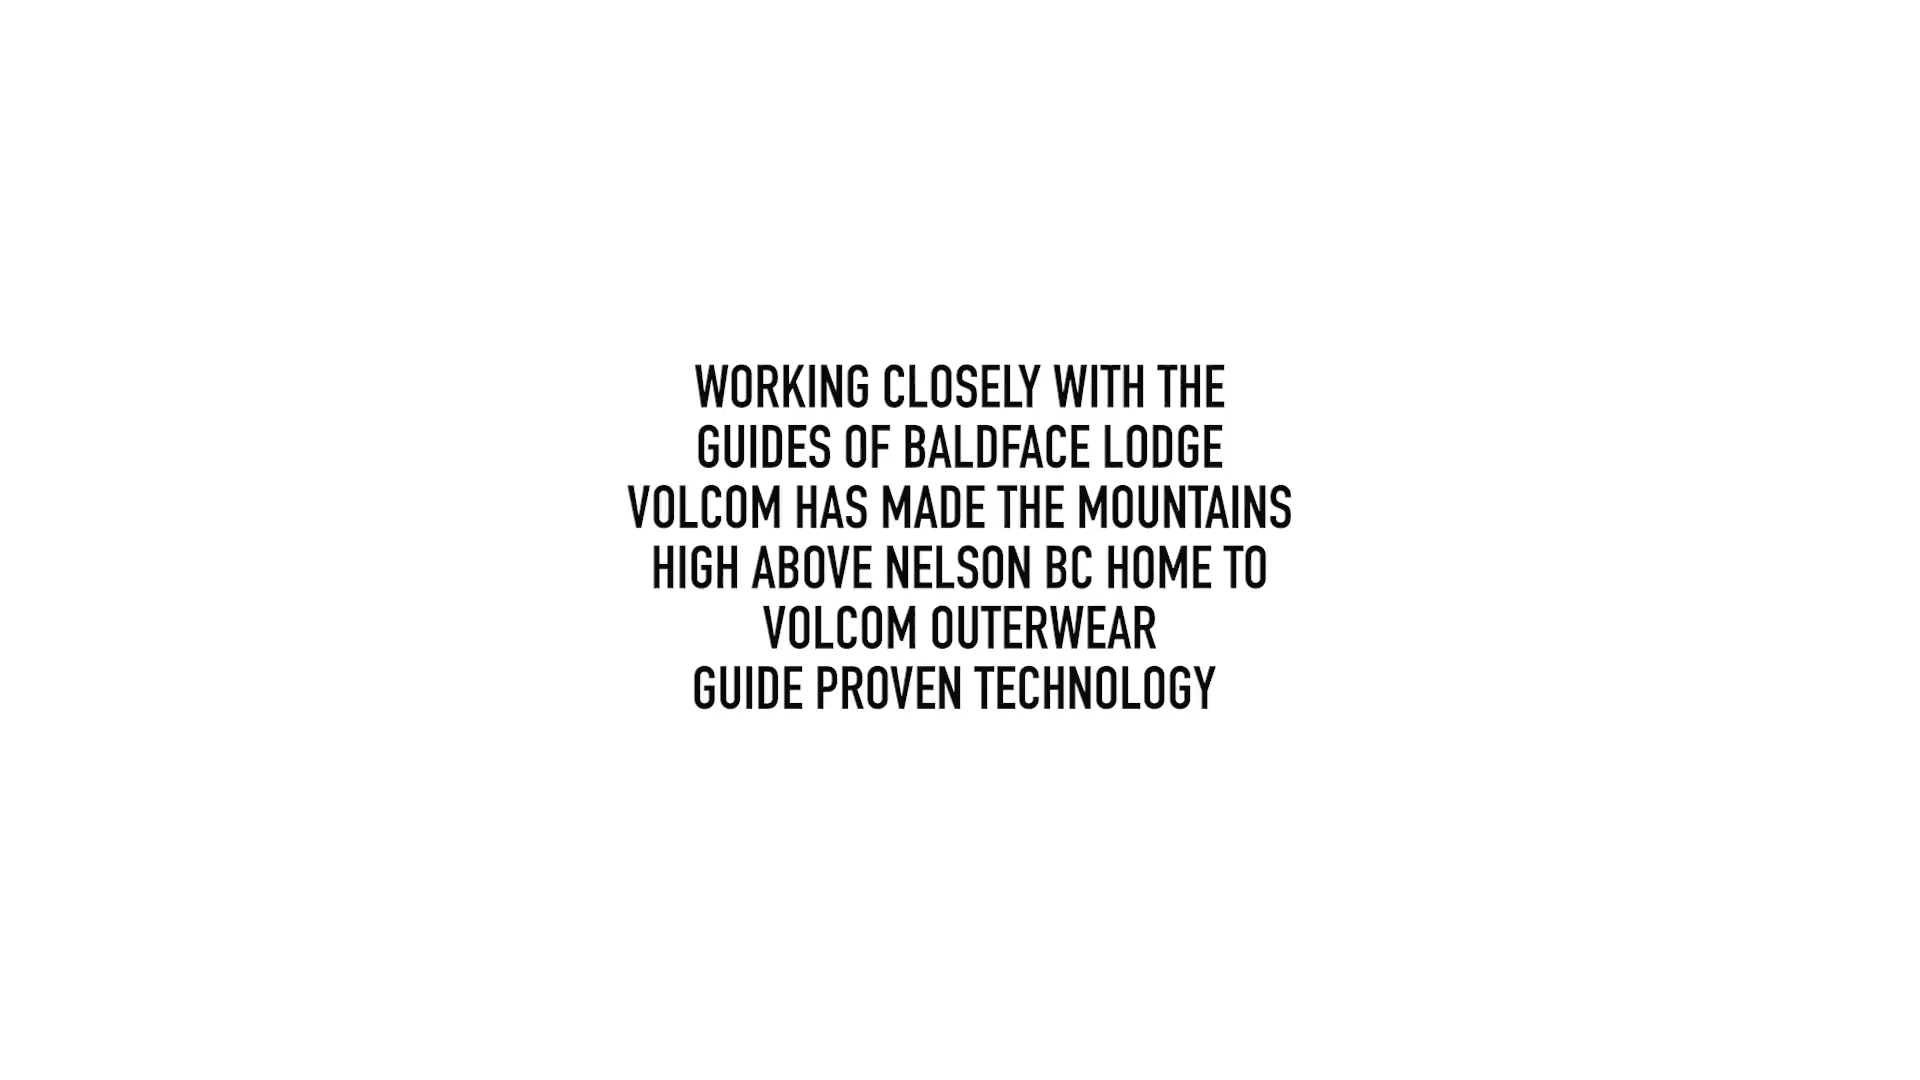 WORKING CLOSELY WITH THE
GUIDES OF BALDFACE LODGE
VOLCOM HAS MADE THE MOUNTAINS
HIGH ABOVE NELSON BC HOME TO
VOLCOM OUTERWEAR
GUIDE PROVEN TECHNOLOGY